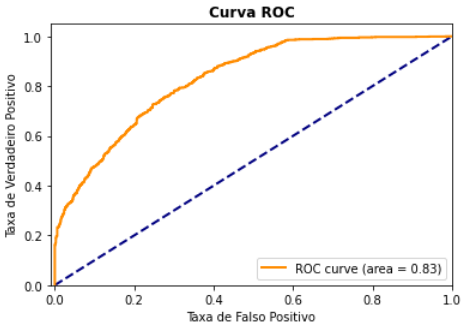 Curva ROC
Taxa de Verdadeiro Positivo
1.0
0.8
0.6
0.4
0.2
0.0
ROC curve (area = 0.83)
0.0 0.2 0.4 0.6 0.8 1.0
Taxa de Falso Positivo